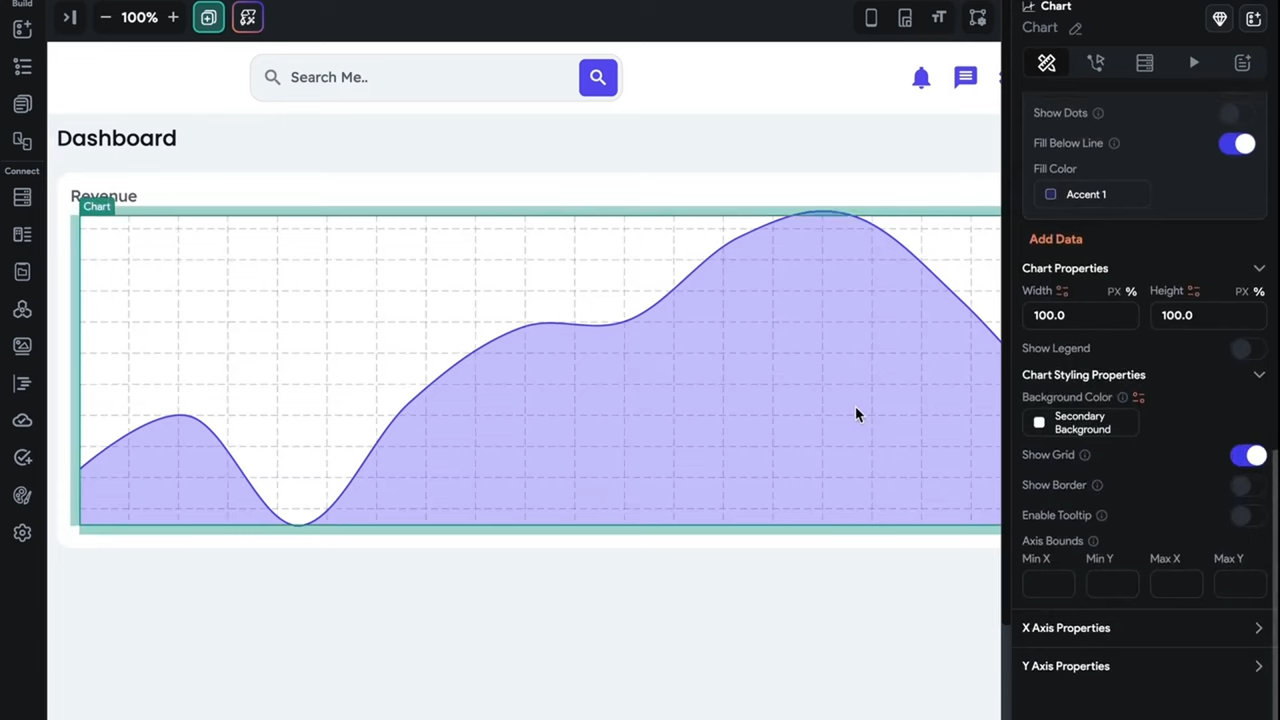 Build
100%
Chart
Chart
Search Me..
Show Dots
Fill Below Line
Dashboard
Connect
Fill Color
Accent 1
Revenue
Chart
Add Data
Chart Properties
Width PX % Height PX %
100.0 100.0
Show Legend
Chart Styling Properties
Background Color
Secondary
Background
Show Grid
Show Border
Enable Tooltip
Axis Bounds
Min X Min Y Max X Max Y
X Axis Properties
Y Axis Properties